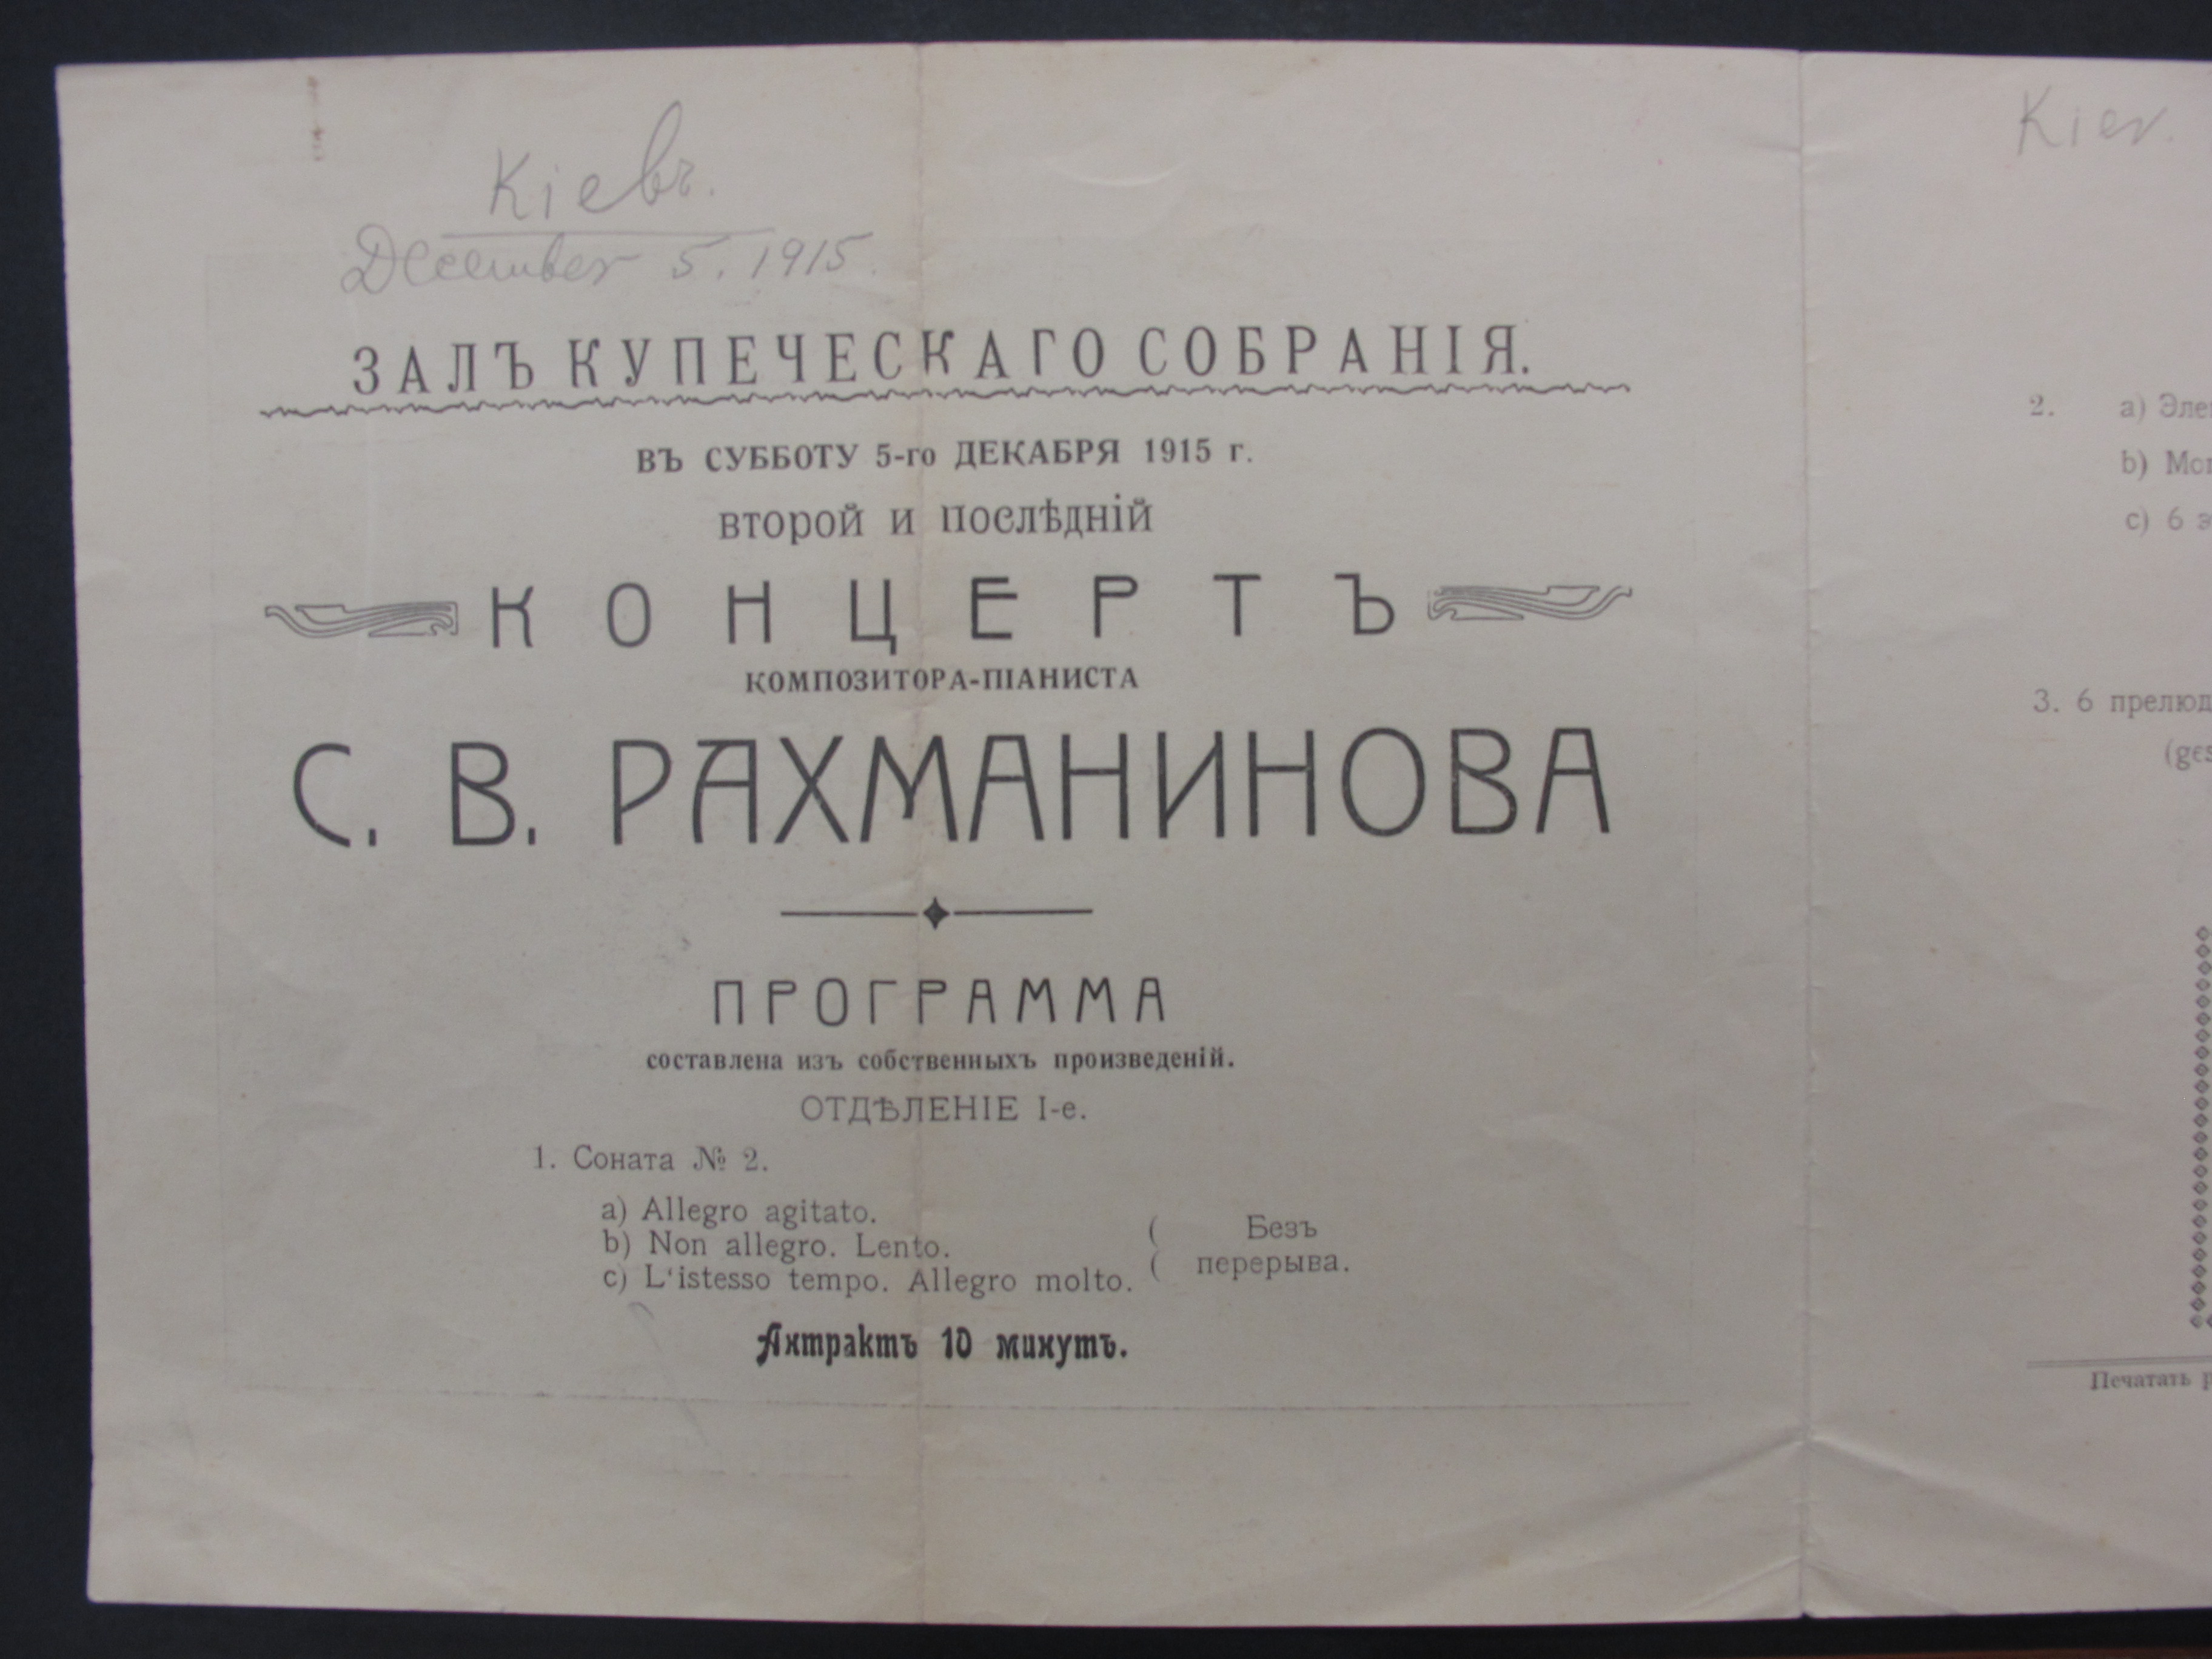 Кіевъ.
December 5. 1915.
ЗАЛЪ КУПЕЧЕСКАГО СОБРАНІЯ.
ВЪ СУББОТУ 5-го ДЕКАБРЯ 1915 г.
второй и послѣдній
КОНЦЕРТЪ
КОМПОЗИТОРА-ПІАНИСТА
С. В. РАХМАНИНОВА
ПРОГРАММА
составлена изъ собственныхъ произведеній.
ОТДѢЛЕНІЕ I-е.
1. Соната № 2.
a) Allegro agitato.
b) Non allegro. Lento.
c) L'istesso tempo. Allegro molto.
( Безъ
( перерыва.
Антрактъ 10 минутъ.
Kiev.
2. a)
b)
c) 6
3. 6
Печатать